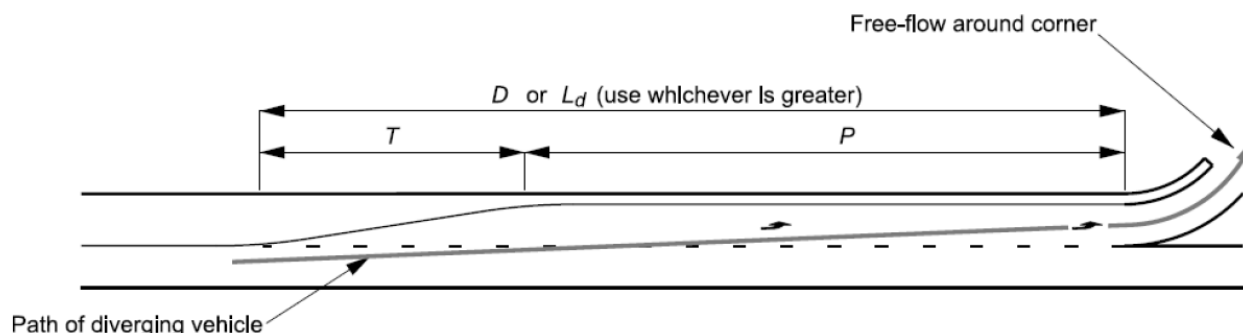 Free-flow around corner
D or Ld (use whichever is greater)
T
P
Path of diverging vehicle